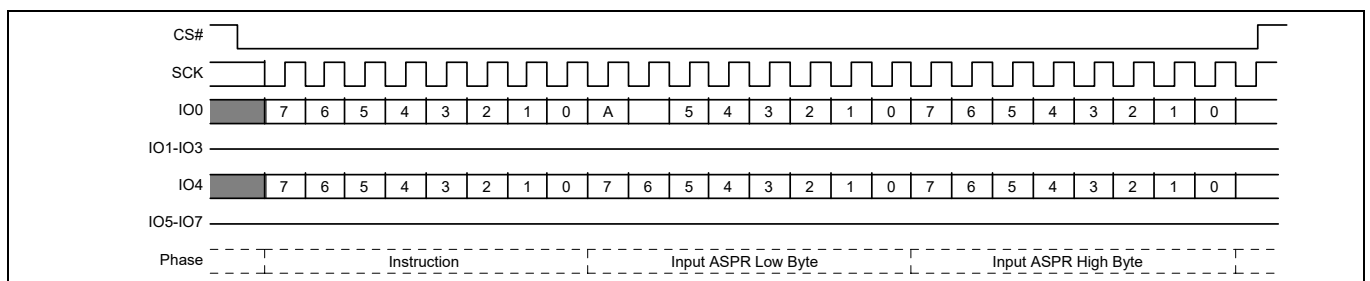 CS#
SCK
IO0 7 6 5 4 3 2 1 0 A 5 4 3 2 1 0 7 6 5 4 3 2 1 0
IO1-IO3
IO4 7 6 5 4 3 2 1 0 7 6 5 4 3 2 1 0 7 6 5 4 3 2 1 0
IO5-IO7
Phase Instruction Input ASPR Low Byte Input ASPR High Byte